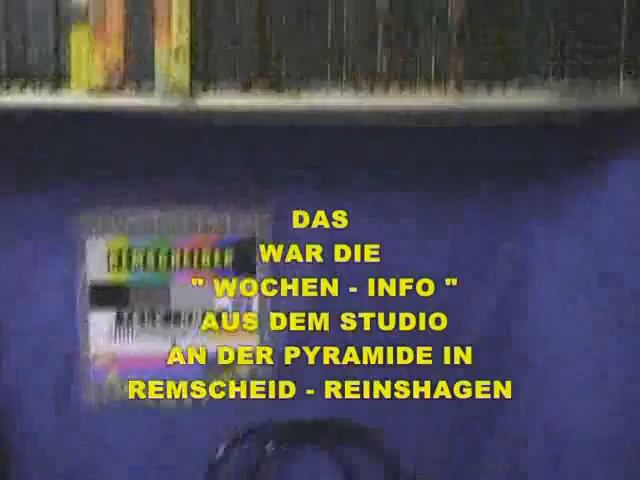 DAS
WAR DIE
" WOCHEN - INFO "
AUS DEM STUDIO
AN DER PYRAMIDE IN
REMSCHEID - REINSHAGEN